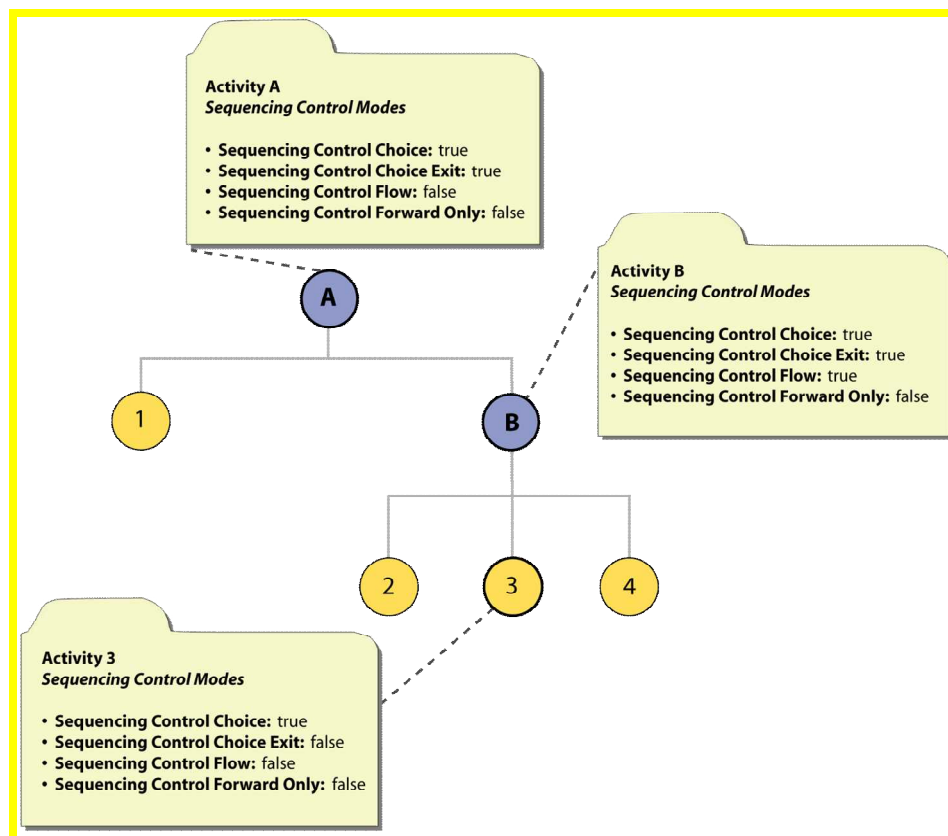 Activity A
Sequencing Control Modes
• Sequencing Control Choice: true
• Sequencing Control Choice Exit: true
• Sequencing Control Flow: false
• Sequencing Control Forward Only: false
Activity B
Sequencing Control Modes
• Sequencing Control Choice: true
• Sequencing Control Choice Exit: true
• Sequencing Control Flow: true
• Sequencing Control Forward Only: false
A
1
B
2
3
4
Activity 3
Sequencing Control Modes
• Sequencing Control Choice: true
• Sequencing Control Choice Exit: false
• Sequencing Control Flow: false
• Sequencing Control Forward Only: false